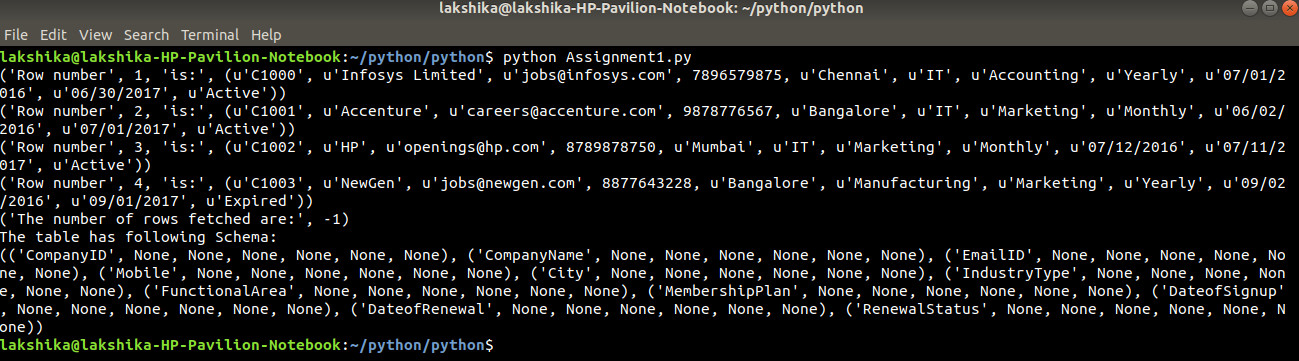 lakshika@lakshika-HP-Pavilion-Notebook: ~/python/python
File Edit View Search Terminal Help
lakshika@lakshika-HP-Pavilion-Notebook:~/python/python$ python Assignment1.py
('Row number', 1, 'is:', (u'C1000', u'Infosys Limited', u'jobs@infosys.com', 7896579875, u'Chennai', u'IT', u'Accounting', u'Yearly', u'07/01/2
016', u'06/30/2017', u'Active'))
('Row number', 2, 'is:', (u'C1001', u'Accenture', u'careers@accenture.com', 9878776567, u'Bangalore', u'IT', u'Marketing', u'Monthly', u'06/02/
2016', u'07/01/2017', u'Active'))
('Row number', 3, 'is:', (u'C1002', u'HP', u'openings@hp.com', 8789878750, u'Mumbai', u'IT', u'Marketing', u'Monthly', u'07/12/2016', u'07/11/2
017', u'Active'))
('Row number', 4, 'is:', (u'C1003', u'NewGen', u'jobs@newgen.com', 8877643228, u'Bangalore', u'Manufacturing', u'Marketing', u'Yearly', u'09/02
/2016', u'09/01/2017', u'Expired'))
('The number of rows fetched are:', -1)
The table has following Schema:
(('CompanyID', None, None, None, None, None, None), ('CompanyName', None, None, None, None, None, None), ('EmailID', None, None, None, None, No
ne, None), ('Mobile', None, None, None, None, None, None), ('City', None, None, None, None, None, None), ('IndustryType', None, None, None, Non
e, None, None), ('FunctionalArea', None, None, None, None, None, None), ('MembershipPlan', None, None, None, None, None, None), ('DateofSignup'
, None, None, None, None, None, None), ('DateofRenewal', None, None, None, None, None, None), ('RenewalStatus', None, None, None, None, None, N
one))
lakshika@lakshika-HP-Pavilion-Notebook:~/python/python$